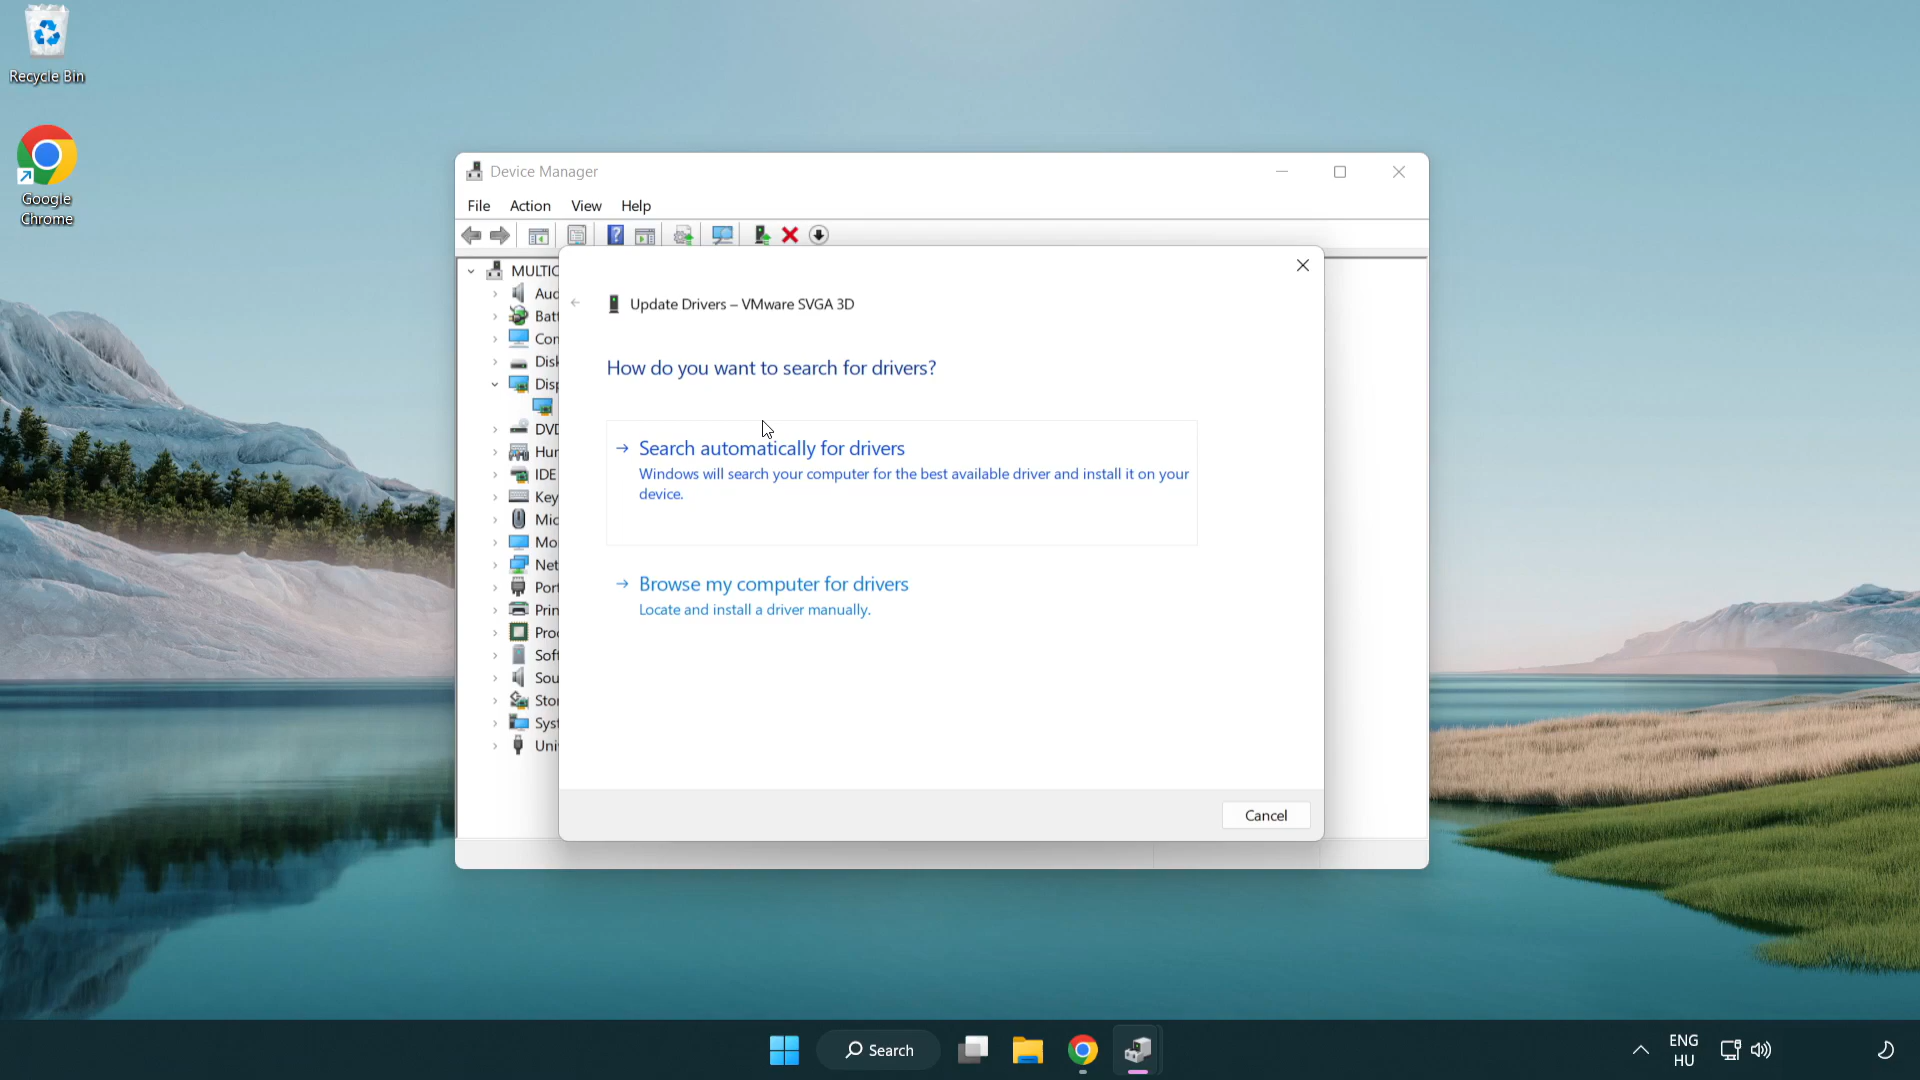 Recycle Bin
Google
Chrome
Device Manager
File Action View Help
Update Drivers – VMware SVGA 3D
How do you want to search for drivers?
Search automatically for drivers
Windows will search your computer for the best available driver and install it on your
device.
Browse my computer for drivers
Locate and install a driver manually.
Cancel
MULTIC
Aud
Batt
Con
Disk
Disp
DVD
Hur
IDE
Key
Mic
Mo
Net
Port
Prin
Proc
Soft
Sou
Stor
Syst
Uni
Search
ENG
HU